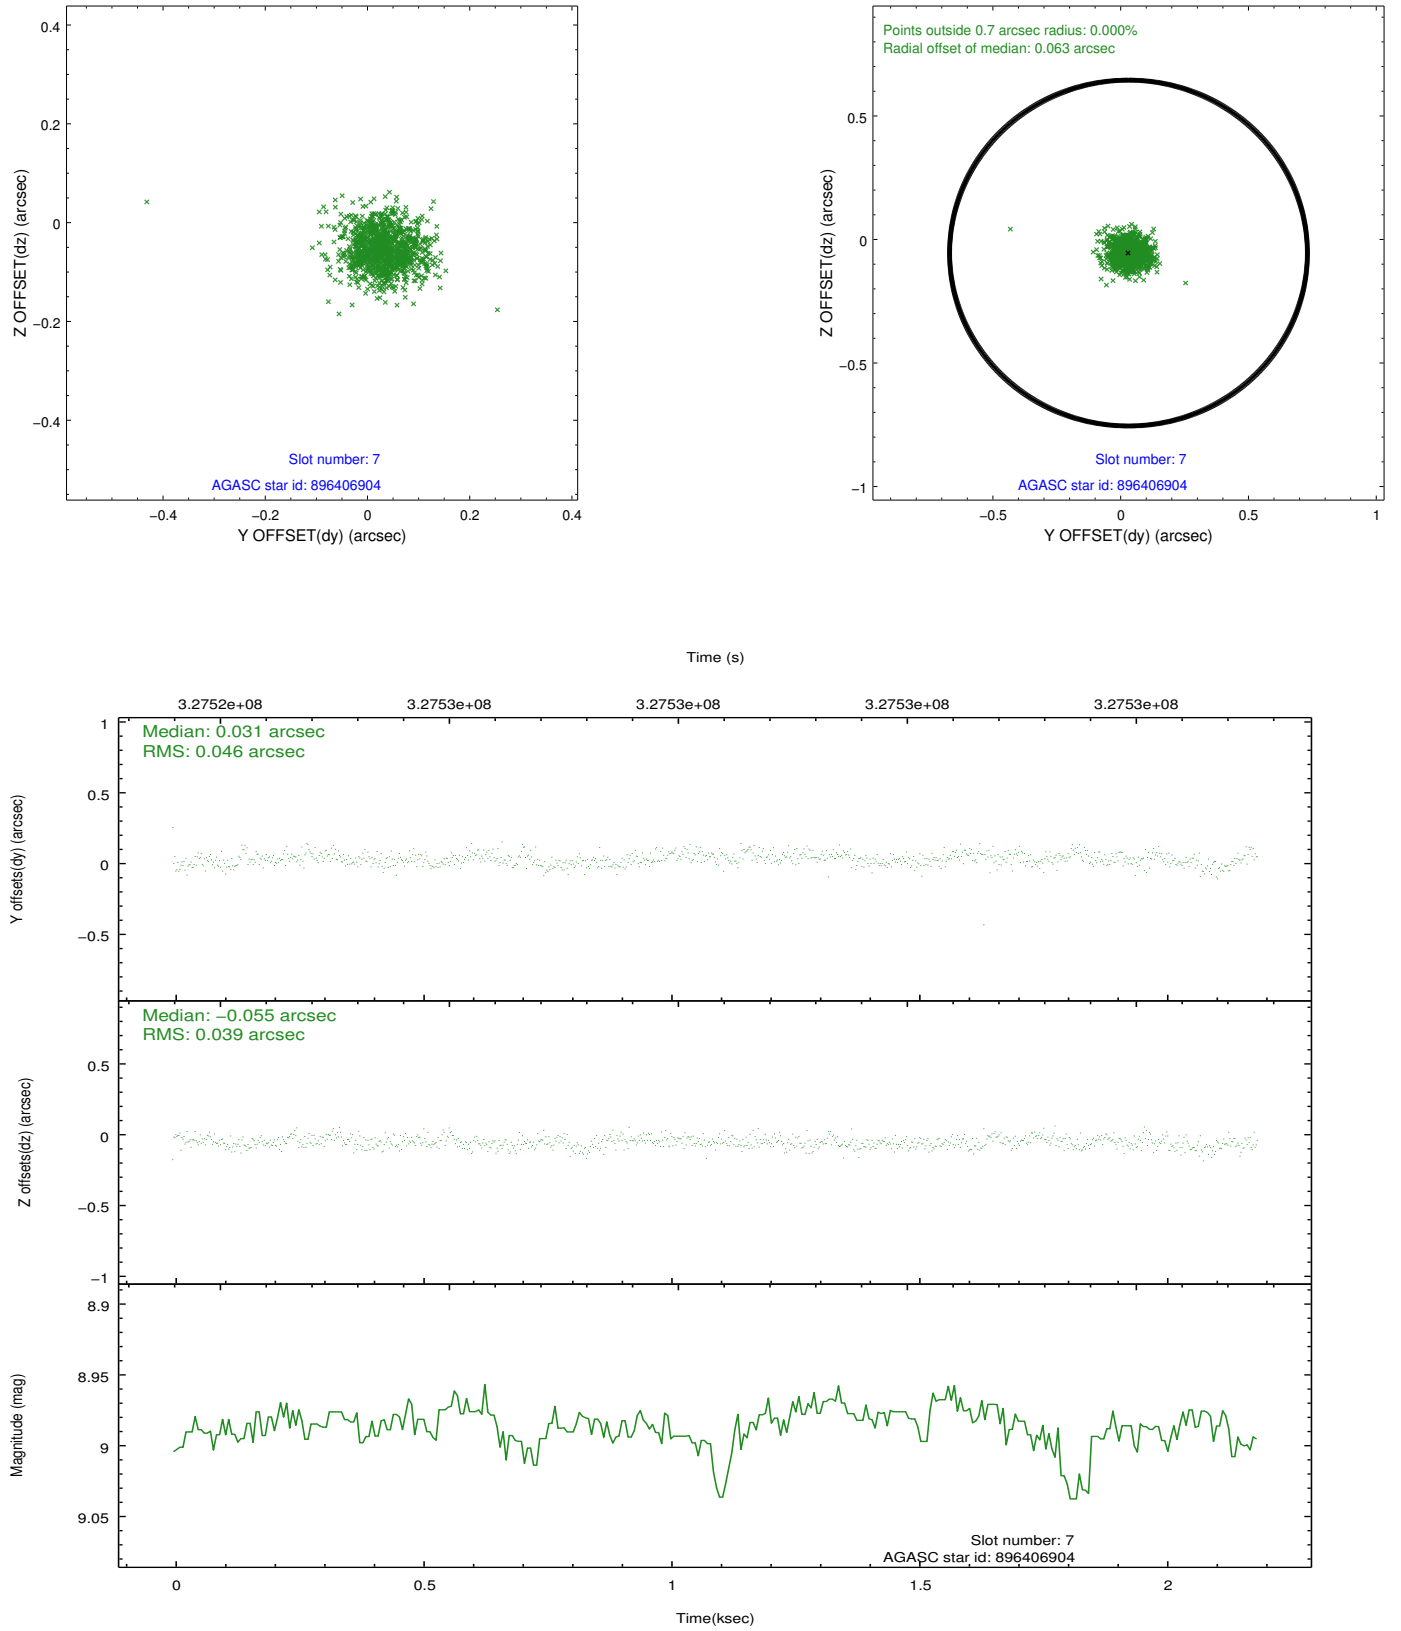 0.4
0.2
0
−0.2
−0.4
Z OFFSET(dz) (arcsec)
Slot number: 7
AGASC star id: 896406904
−0.4 −0.2 0 0.2 0.4
Y OFFSET(dy) (arcsec)
Points outside 0.7 arcsec radius: 0.000%
Radial offset of median: 0.063 arcsec
0.5
0
−0.5
−1
Z OFFSET(dz) (arcsec)
Slot number: 7
AGASC star id: 896406904
−0.5 0 0.5 1
Y OFFSET(dy) (arcsec)
Time (s)
3.2752e+08 3.2753e+08 3.2753e+08 3.2753e+08 3.2753e+08
Median: 0.031 arcsec
RMS: 0.046 arcsec
1
0.5
0
−0.5
Y offsets(dy) (arcsec)
Median: −0.055 arcsec
RMS: 0.039 arcsec
0.5
0
−0.5
−1
Z offsets(dz) (arcsec)
8.9
8.95
9
9.05
Magnitude (mag)
Slot number: 7
AGASC star id: 896406904
0 0.5 1 1.5 2
Time(ksec)